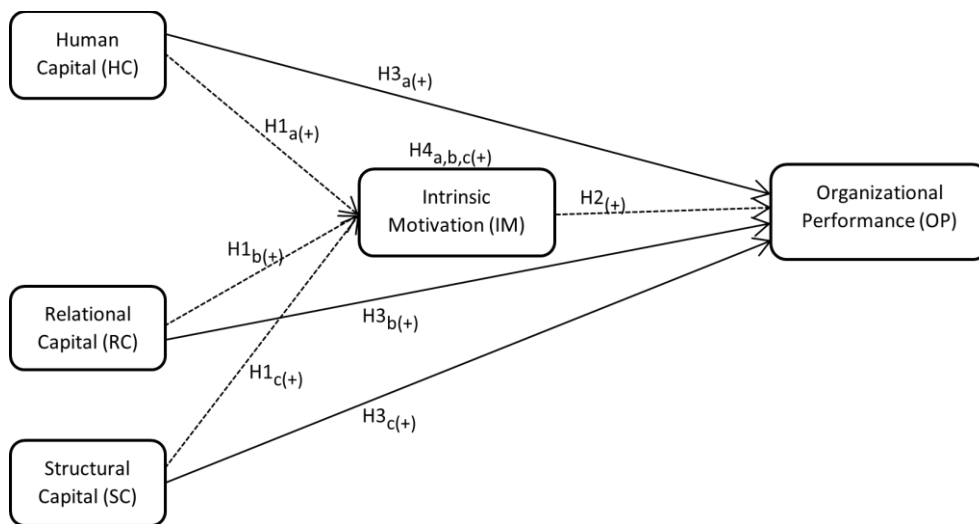 Human
Capital (HC)
H3a(+)
H1a(+)
H4a,b,c(+)
Intrinsic
Motivation (IM)
H2(+)
Organizational
Performance (OP)
H1b(+)
Relational
Capital (RC)
H3b(+)
H1c(+)
H3c(+)
Structural
Capital (SC)